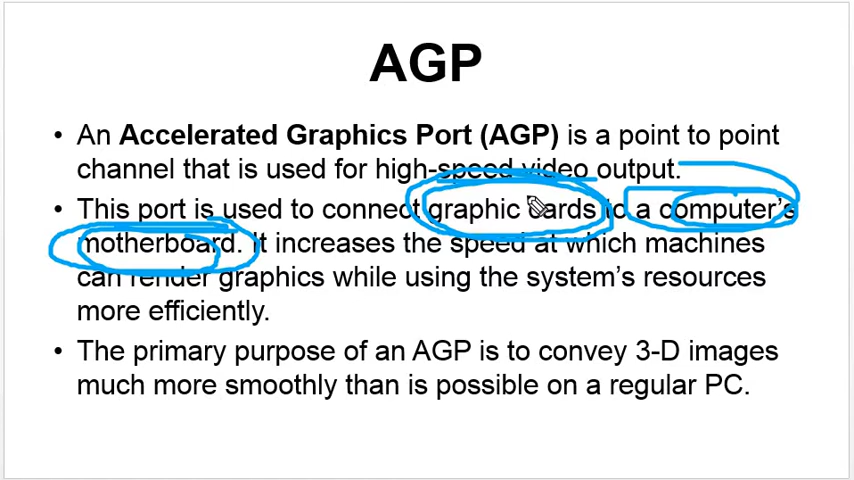 AGP
• An Accelerated Graphics Port (AGP) is a point to point
channel that is used for high-speed video output.
• This port is used to connect graphic cards to a computer's
motherboard. It increases the speed at which machines
can render graphics while using the system's resources
more efficiently.
• The primary purpose of an AGP is to convey 3-D images
much more smoothly than is possible on a regular PC.